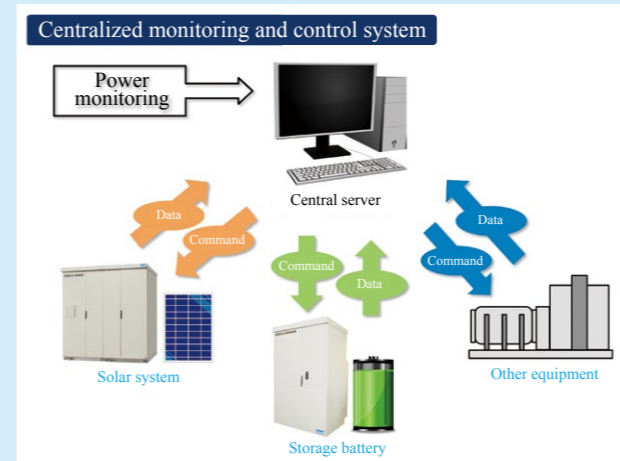 Centralized monitoring and control system
Power
monitoring
Central server
Data
Command
Command
Data
Data
Command
Solar system
Storage battery
Other equipment